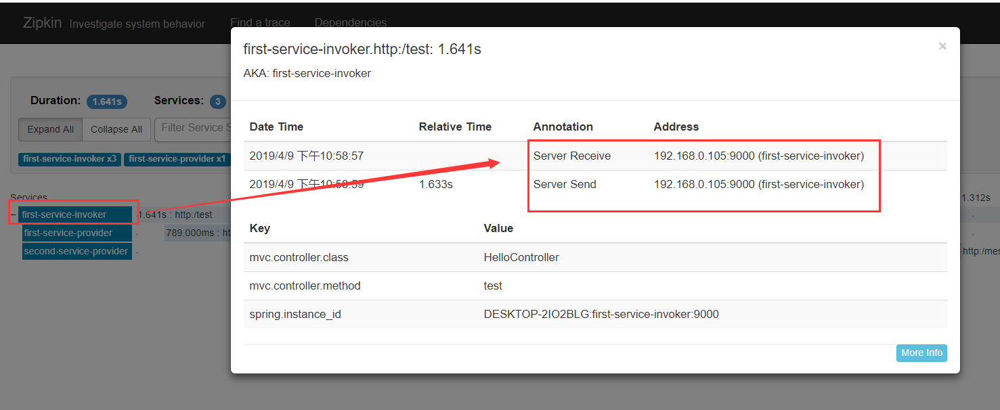 Zipkin Investigate system behavior Find a trace Dependencies
first-service-invoker.http:/test: 1.641s ×
AKA: first-service-invoker
Duration: 1.641s Services: 3
Expand All Collapse All Filter Service S
first-service-invoker x3 first-service-provider x1
Date Time Relative Time Annotation Address
2019/4/9 下午10:58:57 Server Receive 192.168.0.105:9000 (first-service-invoker)
2019/4/9 下午10:58:59 1.633s Server Send 192.168.0.105:9000 (first-service-invoker)
Services 1.312s
- first-service-invoker 1.641s : http:/test
first-service-provider 789.000ms : ht
second-service-provider http:/mes
Key Value
mvc.controller.class HelloController
mvc.controller.method test
spring.instance_id DESKTOP-2IO2BLG:first-service-invoker:9000
More Info